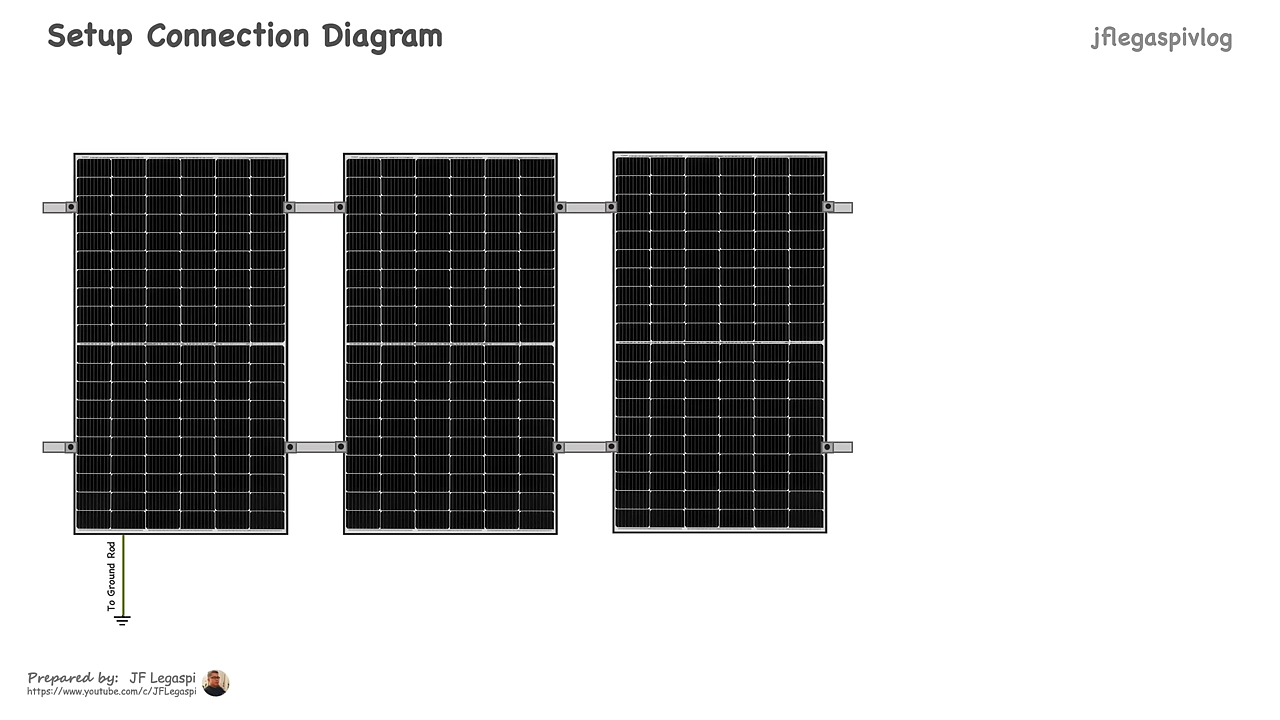 Setup Connection Diagram
jflegaspivlog
To Ground Rod
Prepared by: JF Legaspi
https://www.youtube.com/c/JFLegaspi